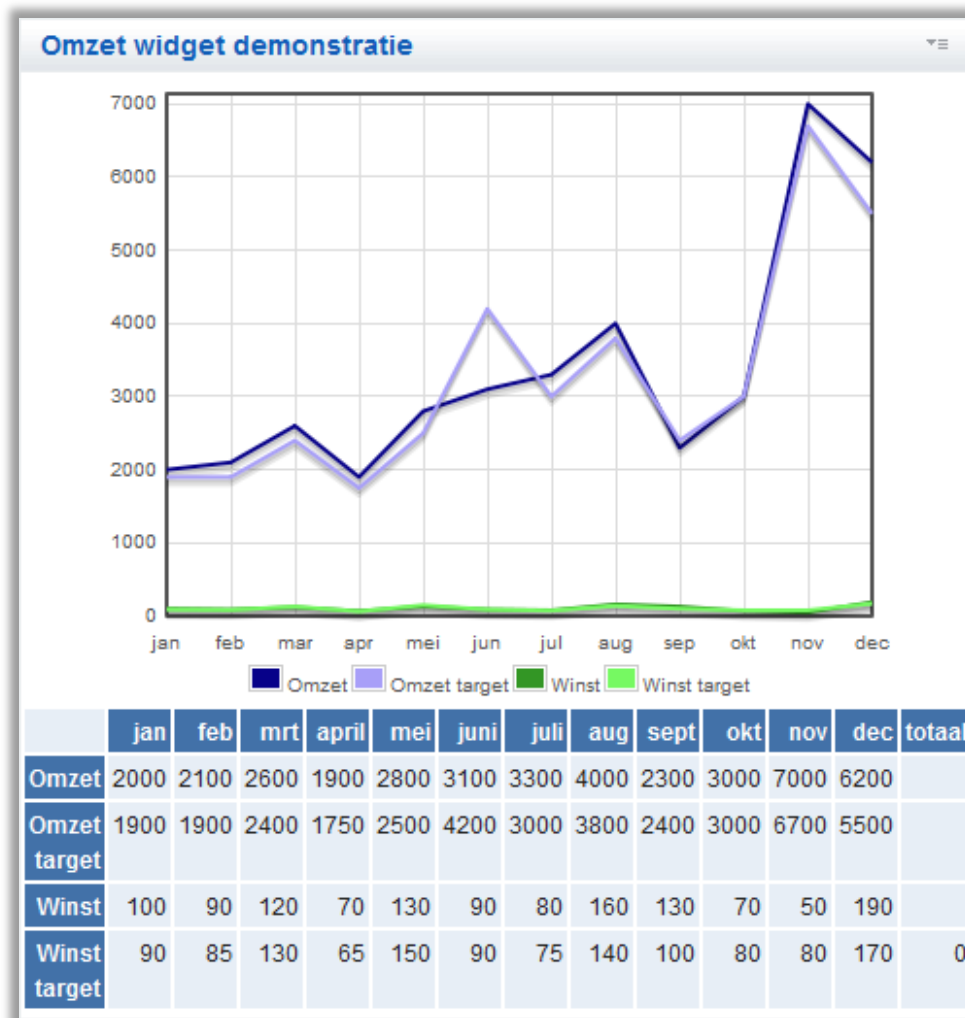 Omzet widget demonstratie
7000
6000
5000
4000
3000
2000
1000
0
jan feb mar apr mei jun jul aug sep okt nov dec
Omzet Omzet target Winst Winst target
jan feb mrt april mei juni juli aug sept okt nov dec totaal
Omzet 2000 2100 2600 1900 2800 3100 3300 4000 2300 3000 7000 6200
Omzet target 1900 1900 2400 1750 2500 4200 3000 3800 2400 3000 6700 5500
Winst 100 90 120 70 130 90 80 160 130 70 50 190
Winst target 90 85 130 65 150 90 75 140 100 80 80 170 0